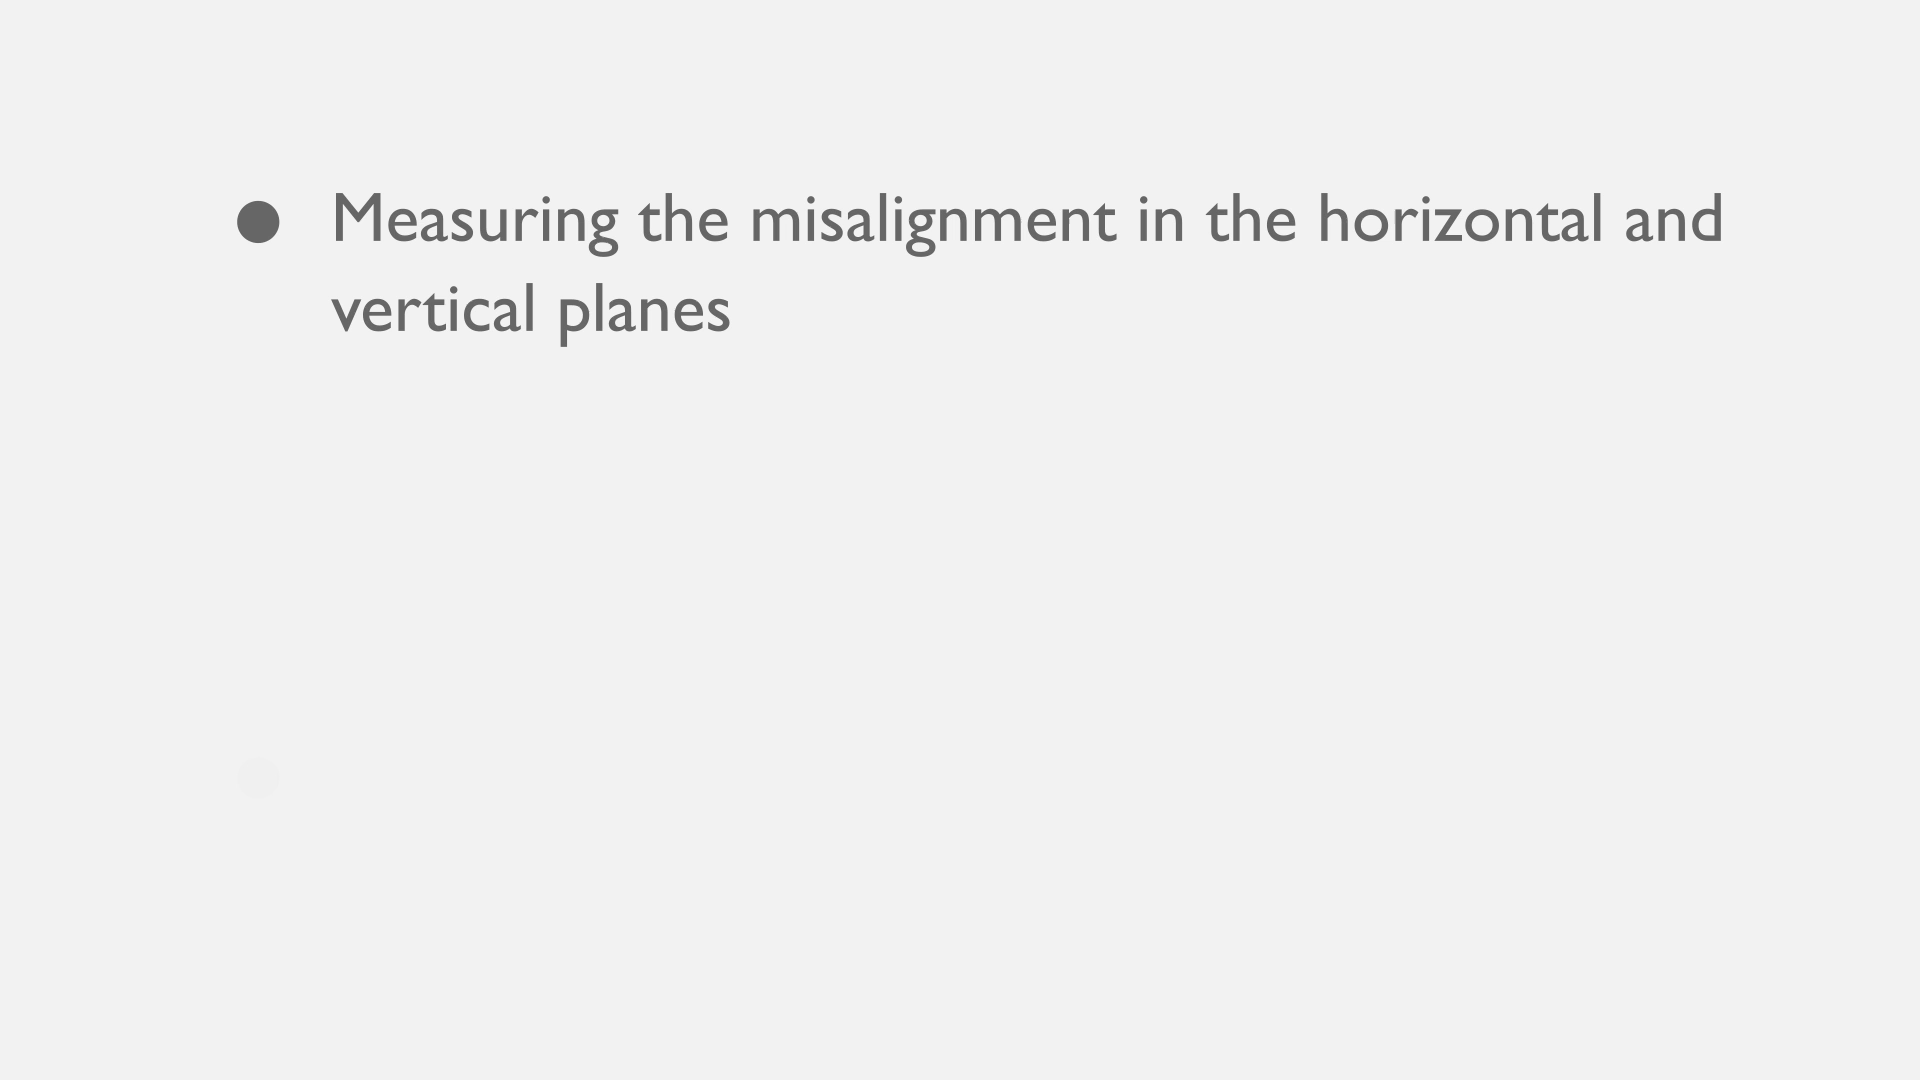 ● Measuring the misalignment in the horizontal and
vertical planes